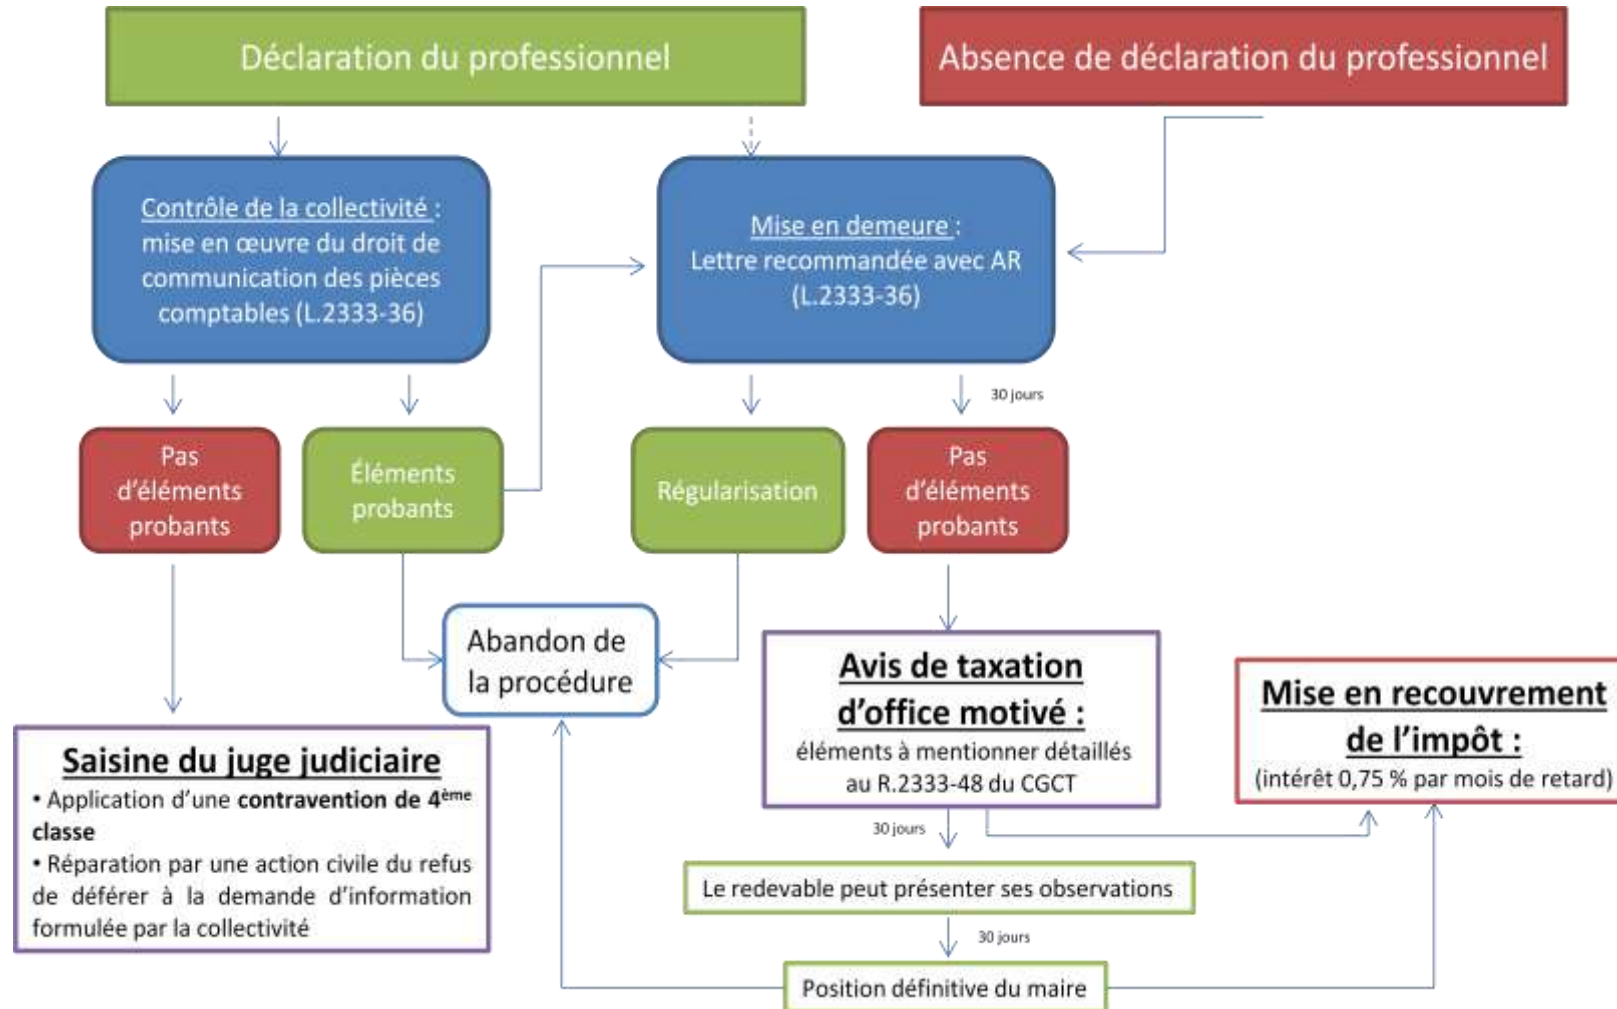 Déclaration du professionnel
Absence de déclaration du professionnel
Contrôle de la collectivité :
mise en œuvre du droit de
communication des pièces
comptables (L.2333-36)
Mise en demeure :
Lettre recommandée avec AR
(L.2333-36)
30 jours
Pas
d’éléments
probants
Éléments
probants
Régularisation
Pas
d’éléments
probants
Abandon de
la procédure
Avis de taxation
d’office motivé :
éléments à mentionner détaillés
au R.2333-48 du CGCT
Mise en recouvrement
de l’impôt :
(intérêt 0,75 % par mois de retard)
Saisine du juge judiciaire
• Application d’une contravention de 4ème
classe
• Réparation par une action civile du refus
de déférer à la demande d’information
formulée par la collectivité
30 jours
Le redevable peut présenter ses observations
30 jours
Position définitive du maire